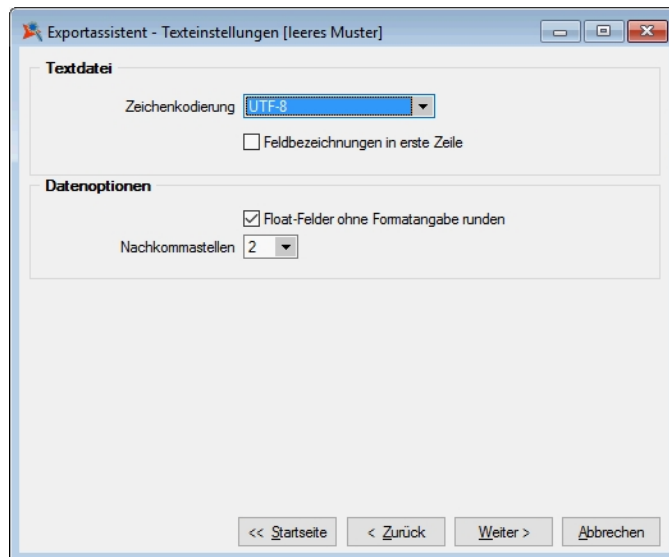 Exportassistent - Texteinstellungen [leeres Muster]
Textdatei
Zeichenkodierung UTF-8
Feldbezeichnungen in erste Zeile
Datenoptionen
Float-Felder ohne Formatangabe runden
Nachkommastellen 2
<< Startseite < Zurück Weiter > Abbrechen